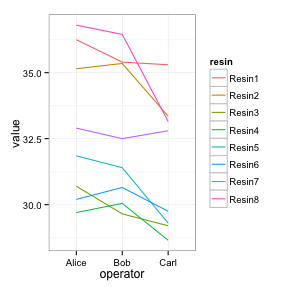 35.0
32.5
30.0
value
Alice Bob Carl
operator
resin
Resin1
Resin2
Resin3
Resin4
Resin5
Resin6
Resin7
Resin8